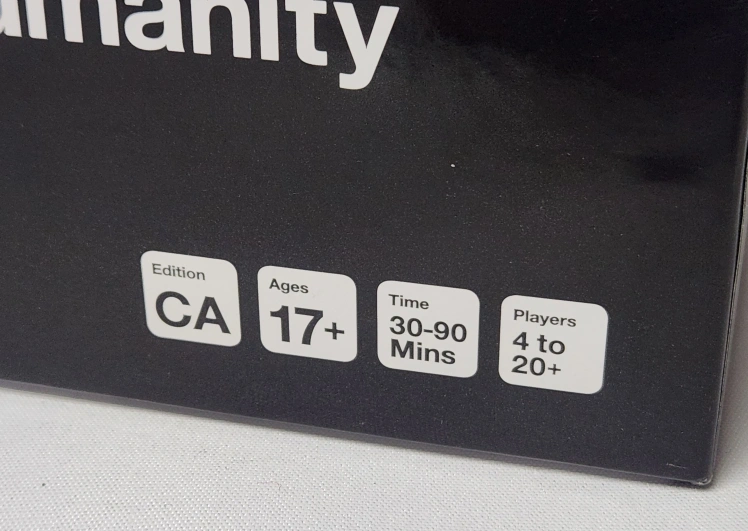 umanity
Edition
CA
Ages
17+
Time
30-90
Mins
Players
4 to
20+